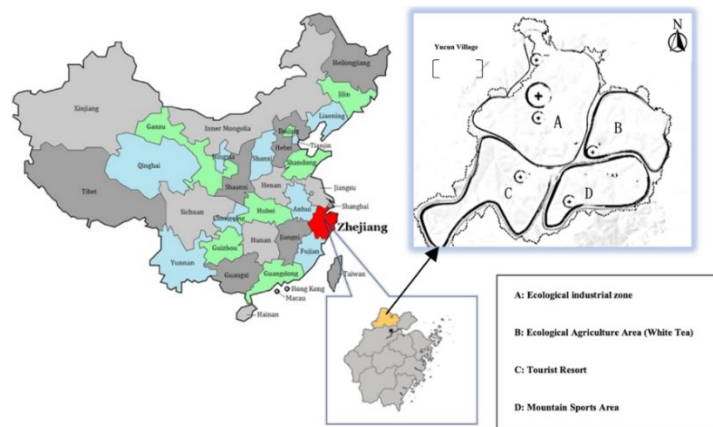 Heilongjiang
Jilin
Liaoning
Xinjiang
Gansu
Inner Mongolia
Beijing
Tianjin
Hebei
Ningxia
Shanxi
Shandong
Qinghai
Shaanxi
Henan
Jiangsu
Tibet
Shanghai
Sichuan
Chongqing
Hubei
Anhui
Zhejiang
Hunan
Jiangxi
Guizhou
Fujian
Yunnan
Guangxi
Guangdong
Taiwan
Hong Kong
Macau
Hainan
Yucun Village
N
A
B
C
D
A: Ecological industrial zone
B: Ecological Agriculture Area (White Tea)
C: Tourist Resort
D: Mountain Sports Area